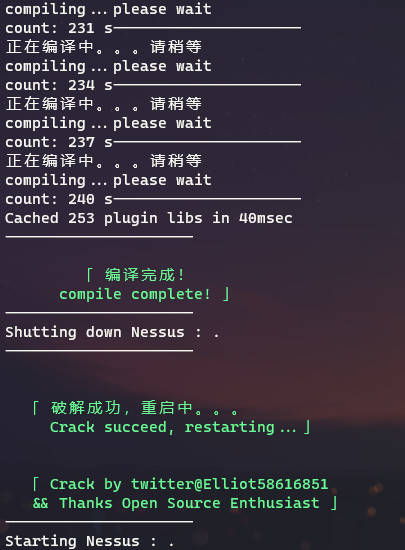 compiling...please wait
count: 231 s─────────────────────
正在编译中。。。请稍等
compiling...please wait
count: 234 s─────────────────────
正在编译中。。。请稍等
compiling...please wait
count: 237 s─────────────────────
正在编译中。。。请稍等
compiling...please wait
count: 240 s─────────────────────
Cached 253 plugin libs in 40msec
─────────────────────
「 编译完成!
compile complete! 」
─────────────────────
Shutting down Nessus : .
─────────────────────
「 破解成功, 重启中。。。
Crack succeed, restarting...」
「 Crack by twitter@Elliot58616851
&& Thanks Open Source Enthusiast 」
─────────────────────
Starting Nessus : .